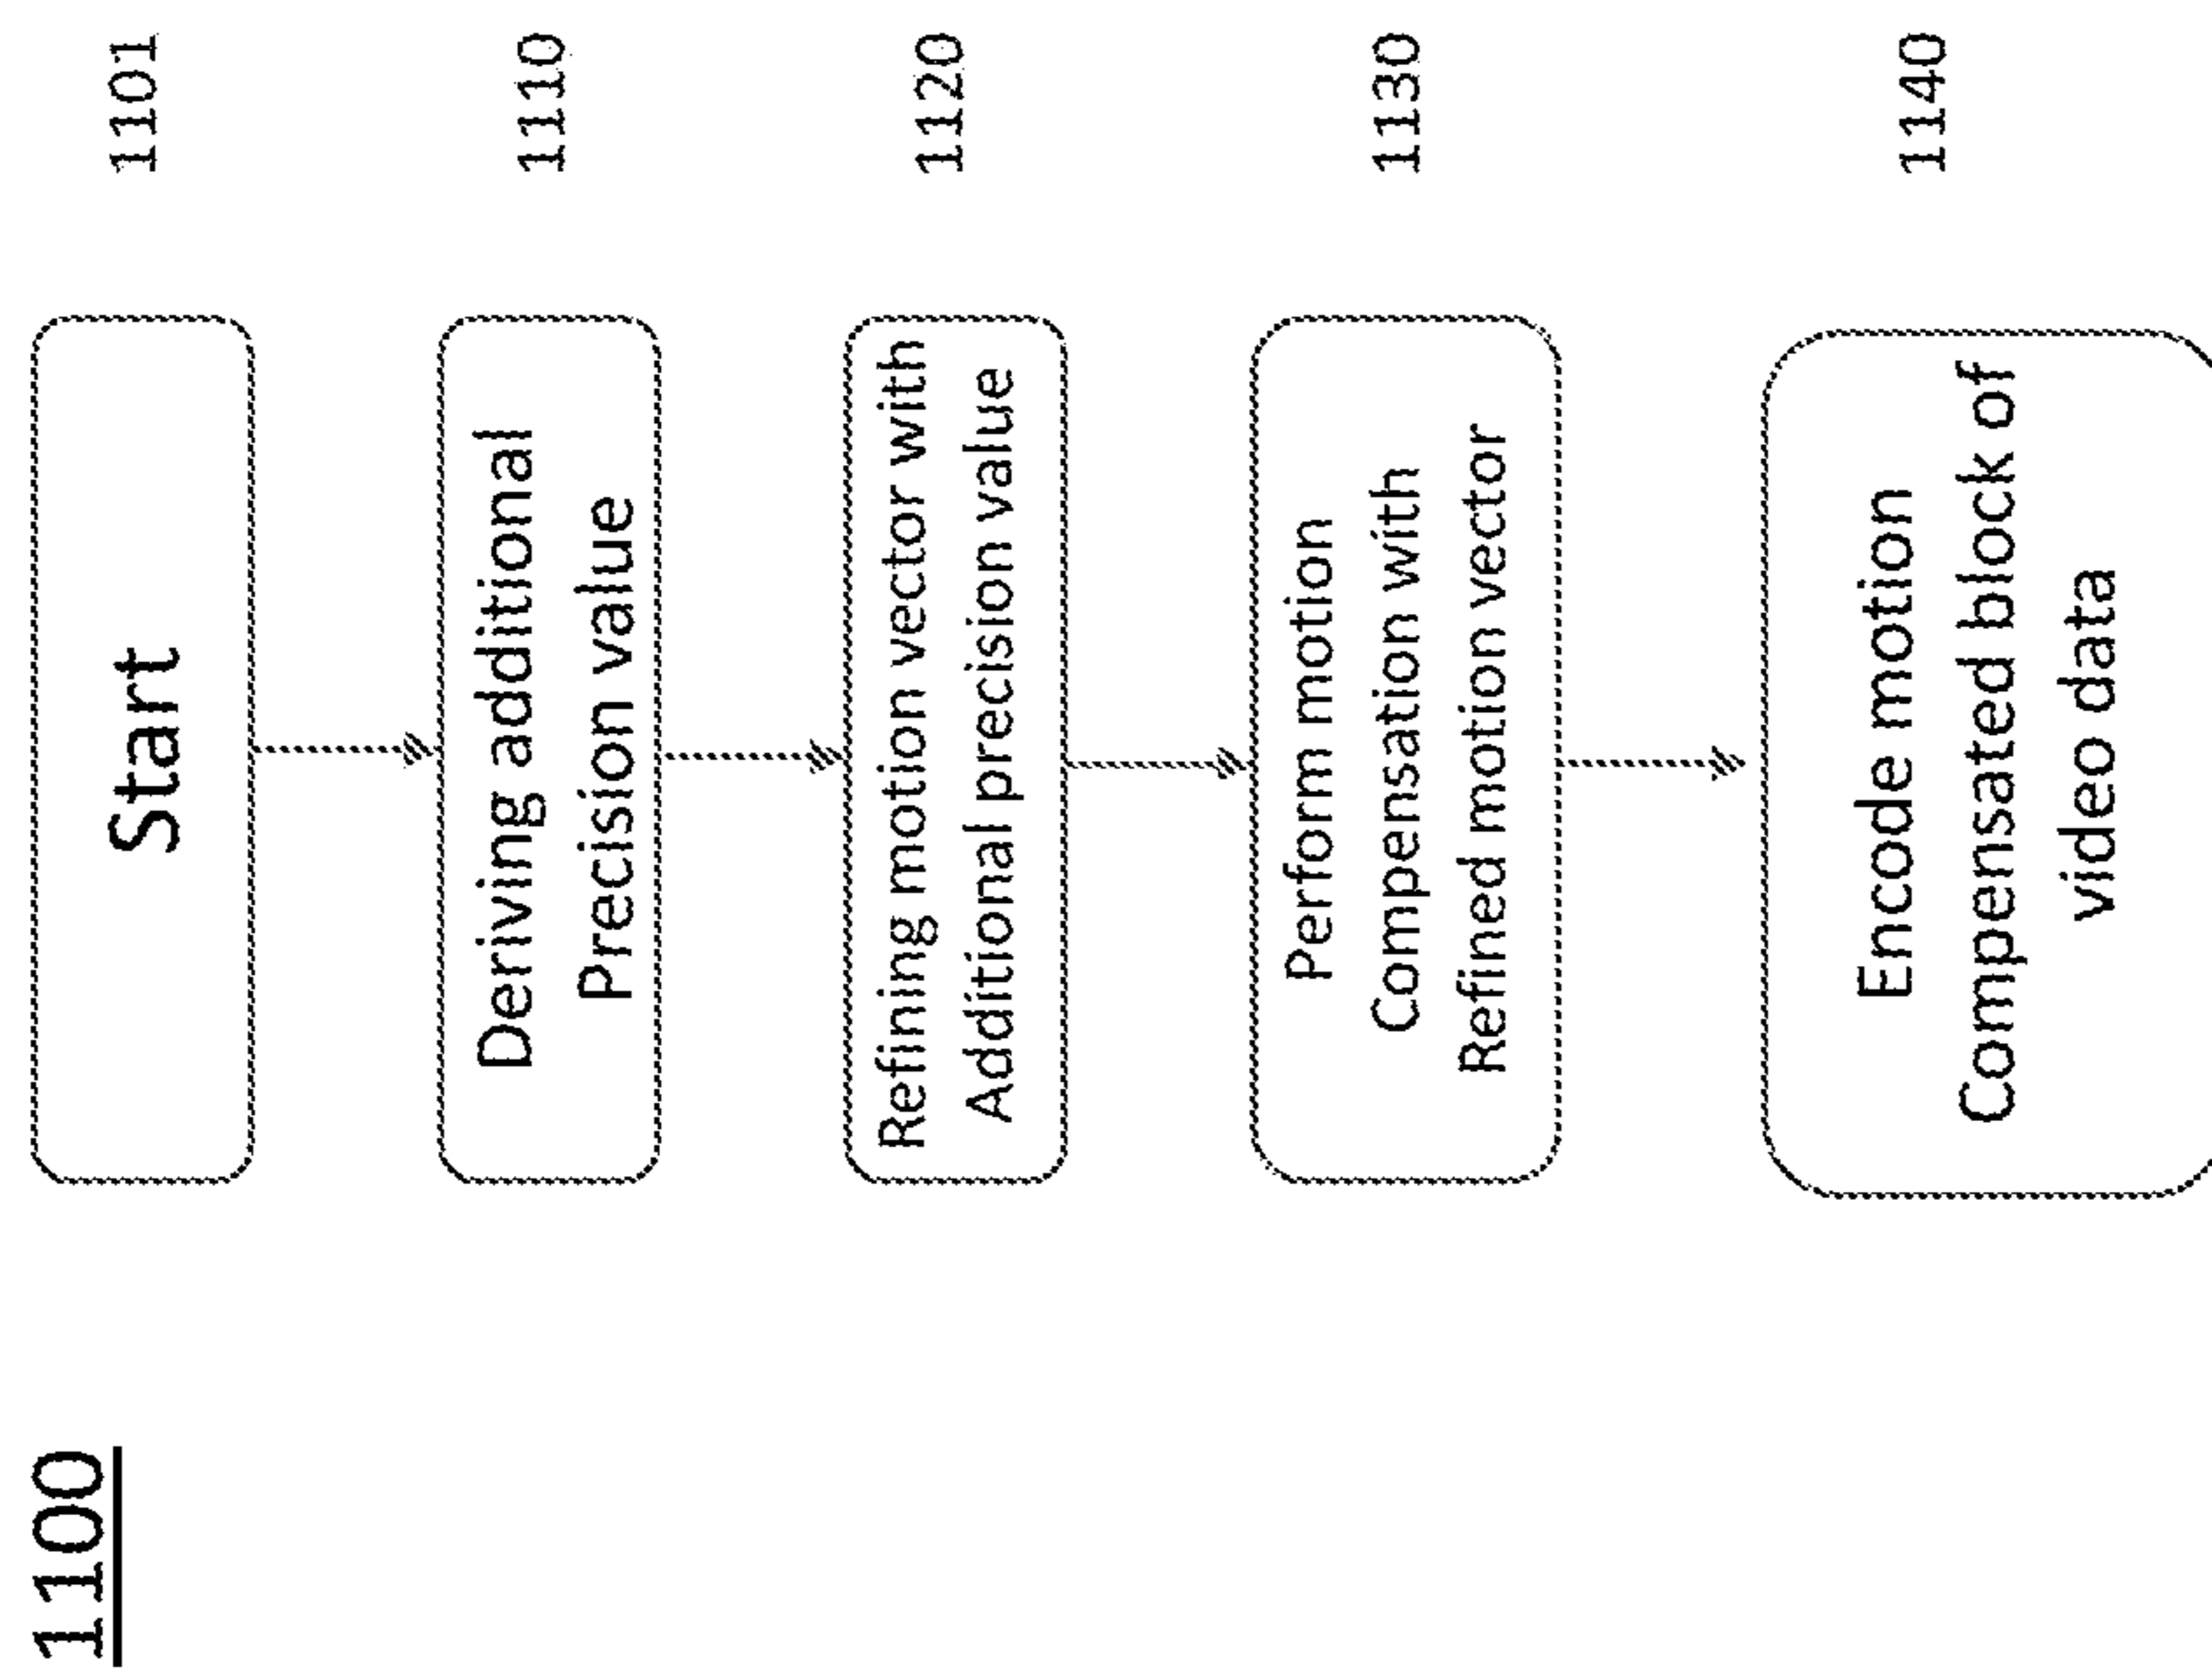 1100
Start
1101
Deriving additional
Precision value
1110
Refining motion vector with
Additional precision value
1120
Perform motion
Compensation with
Refined motion vector
1130
Encode motion
Compensated block of
video data
1140